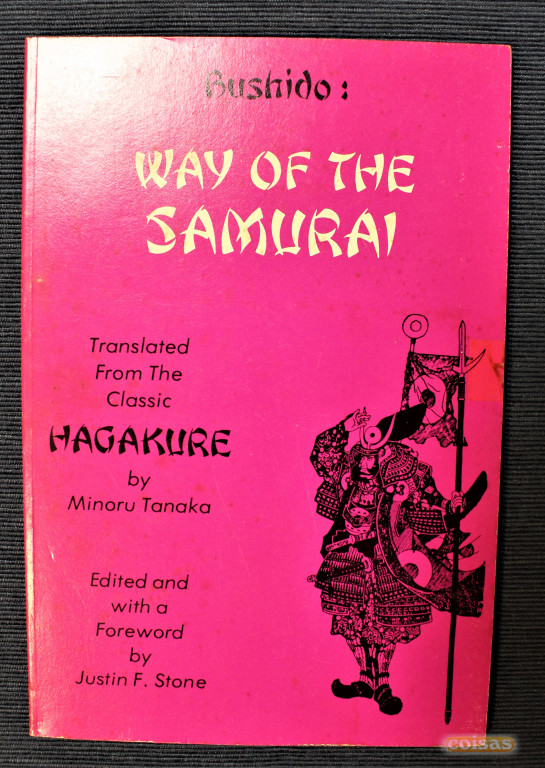 Bushido:
WAY OF THE
SAMURAI
Translated
From The
Classic
HAGAKURE
by
Minoru Tanaka
Edited and
with a
Foreword
by
Justin F. Stone
coisas